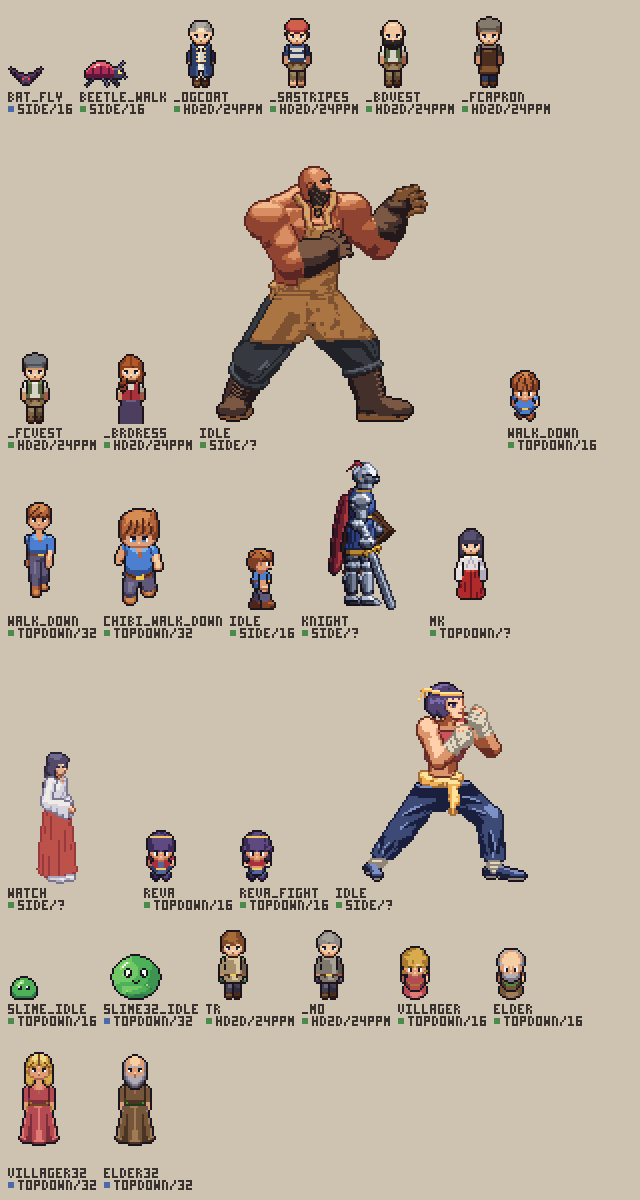 BAT_FLY BEETLE_WALK _OGCOAT _SASTRIPES _BDVEST _FCAPRON
SIDE/16 SIDE/16 HD2D/24PPM HD2D/24PPM HD2D/24PPM HD2D/24PPM
_FCVEST _BRDRESS IDLE WALK_DOWN
HD2D/24PPM HD2D/24PPM SIDE/? TOPDOWN/16
WALK_DOWN CHIBI_WALK_DOWN IDLE KNIGHT MK
TOPDOWN/32 TOPDOWN/32 SIDE/16 SIDE/? TOPDOWN/?
WATCH REVA REVA_FIGHT IDLE
SIDE/? TOPDOWN/16 TOPDOWN/16 SIDE/?
SLIME_IDLE SLIME32_IDLE TR _NO VILLAGER ELDER
TOPDOWN/16 TOPDOWN/32 HD2D/24PPM HD2D/24PPM TOPDOWN/16 TOPDOWN/16
VILLAGER32 ELDER32
TOPDOWN/32 TOPDOWN/32